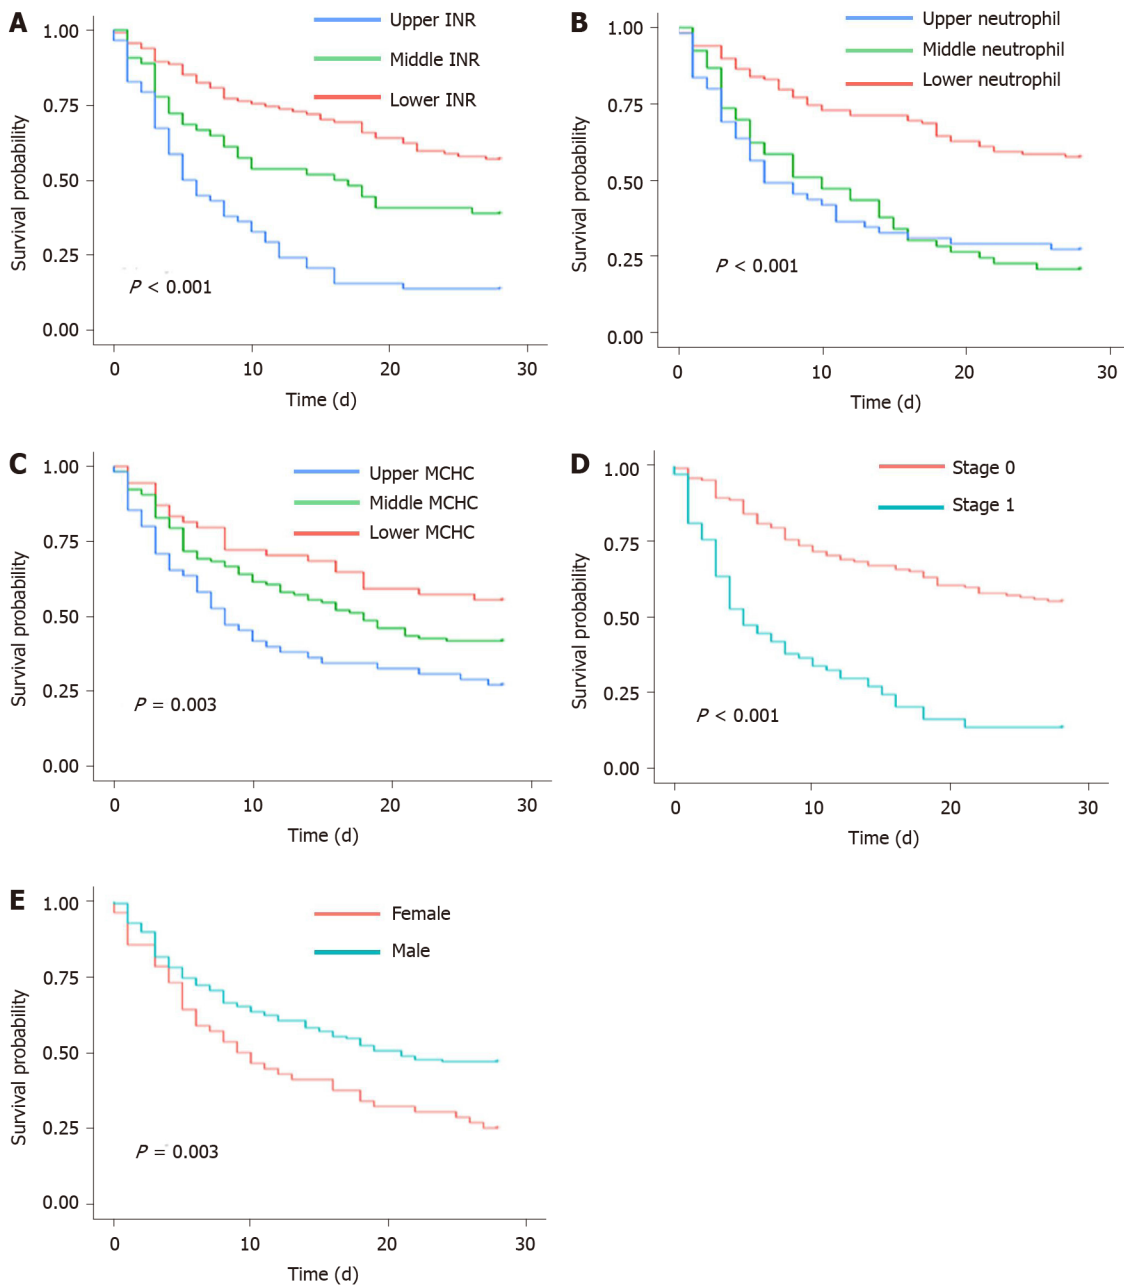 A
Upper INR
Middle INR
Lower INR
1.00
0.75
0.50
0.25
0.00
Survival probability
P < 0.001
0 10 20 30
Time (d)
B
Upper neutrophil
Middle neutrophil
Lower neutrophil
1.00
0.75
0.50
0.25
0.00
Survival probability
P < 0.001
0 10 20 30
Time (d)
C
Upper MCHC
Middle MCHC
Lower MCHC
1.00
0.75
0.50
0.25
0.00
Survival probability
P = 0.003
0 10 20 30
Time (d)
D
Stage 0
Stage 1
1.00
0.75
0.50
0.25
0.00
Survival probability
P < 0.001
0 10 20 30
Time (d)
E
Female
Male
1.00
0.75
0.50
0.25
0.00
Survival probability
P = 0.003
0 10 20 30
Time (d)